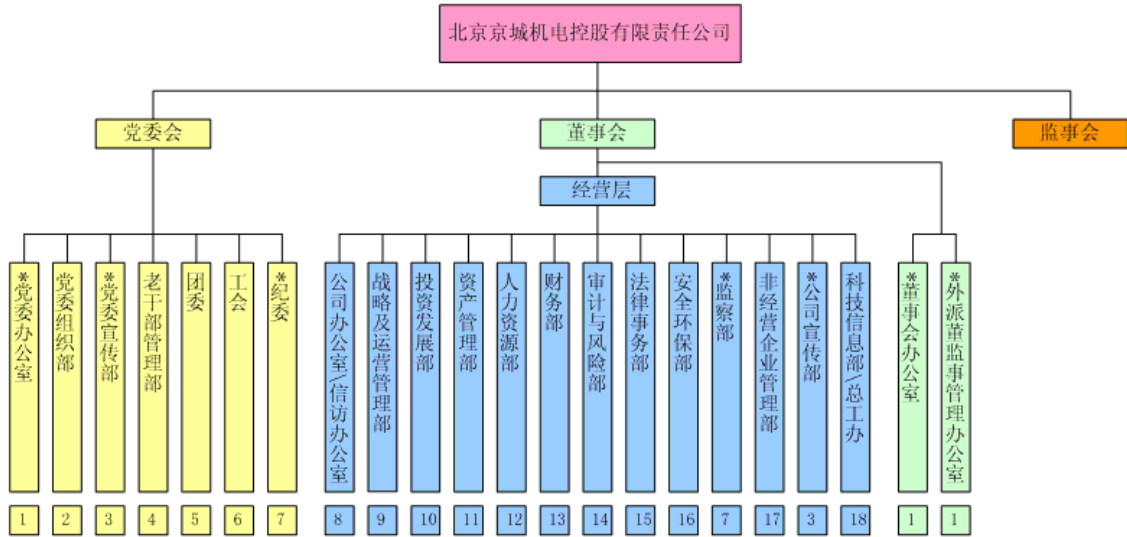 北京京城机电控股有限责任公司
党委会
董事会
监事会
经营层
*党委办公室
党委组织部
*党委宣传部
老干部管理部
团委
工会
*纪委
公司办公室\信访办公室
战略及运营管理部
投资发展部
资产管理部
人力资源部
财务部
审计与风险部
法律事务部
安全环保部
*监察部
非经营企业管理部
*公司宣传部
科技信息部\总工办
*董事会办公室
*外派董监事管理办公室
1
2
3
4
5
6
7
8
9
10
11
12
13
14
15
16
7
17
3
18
1
1